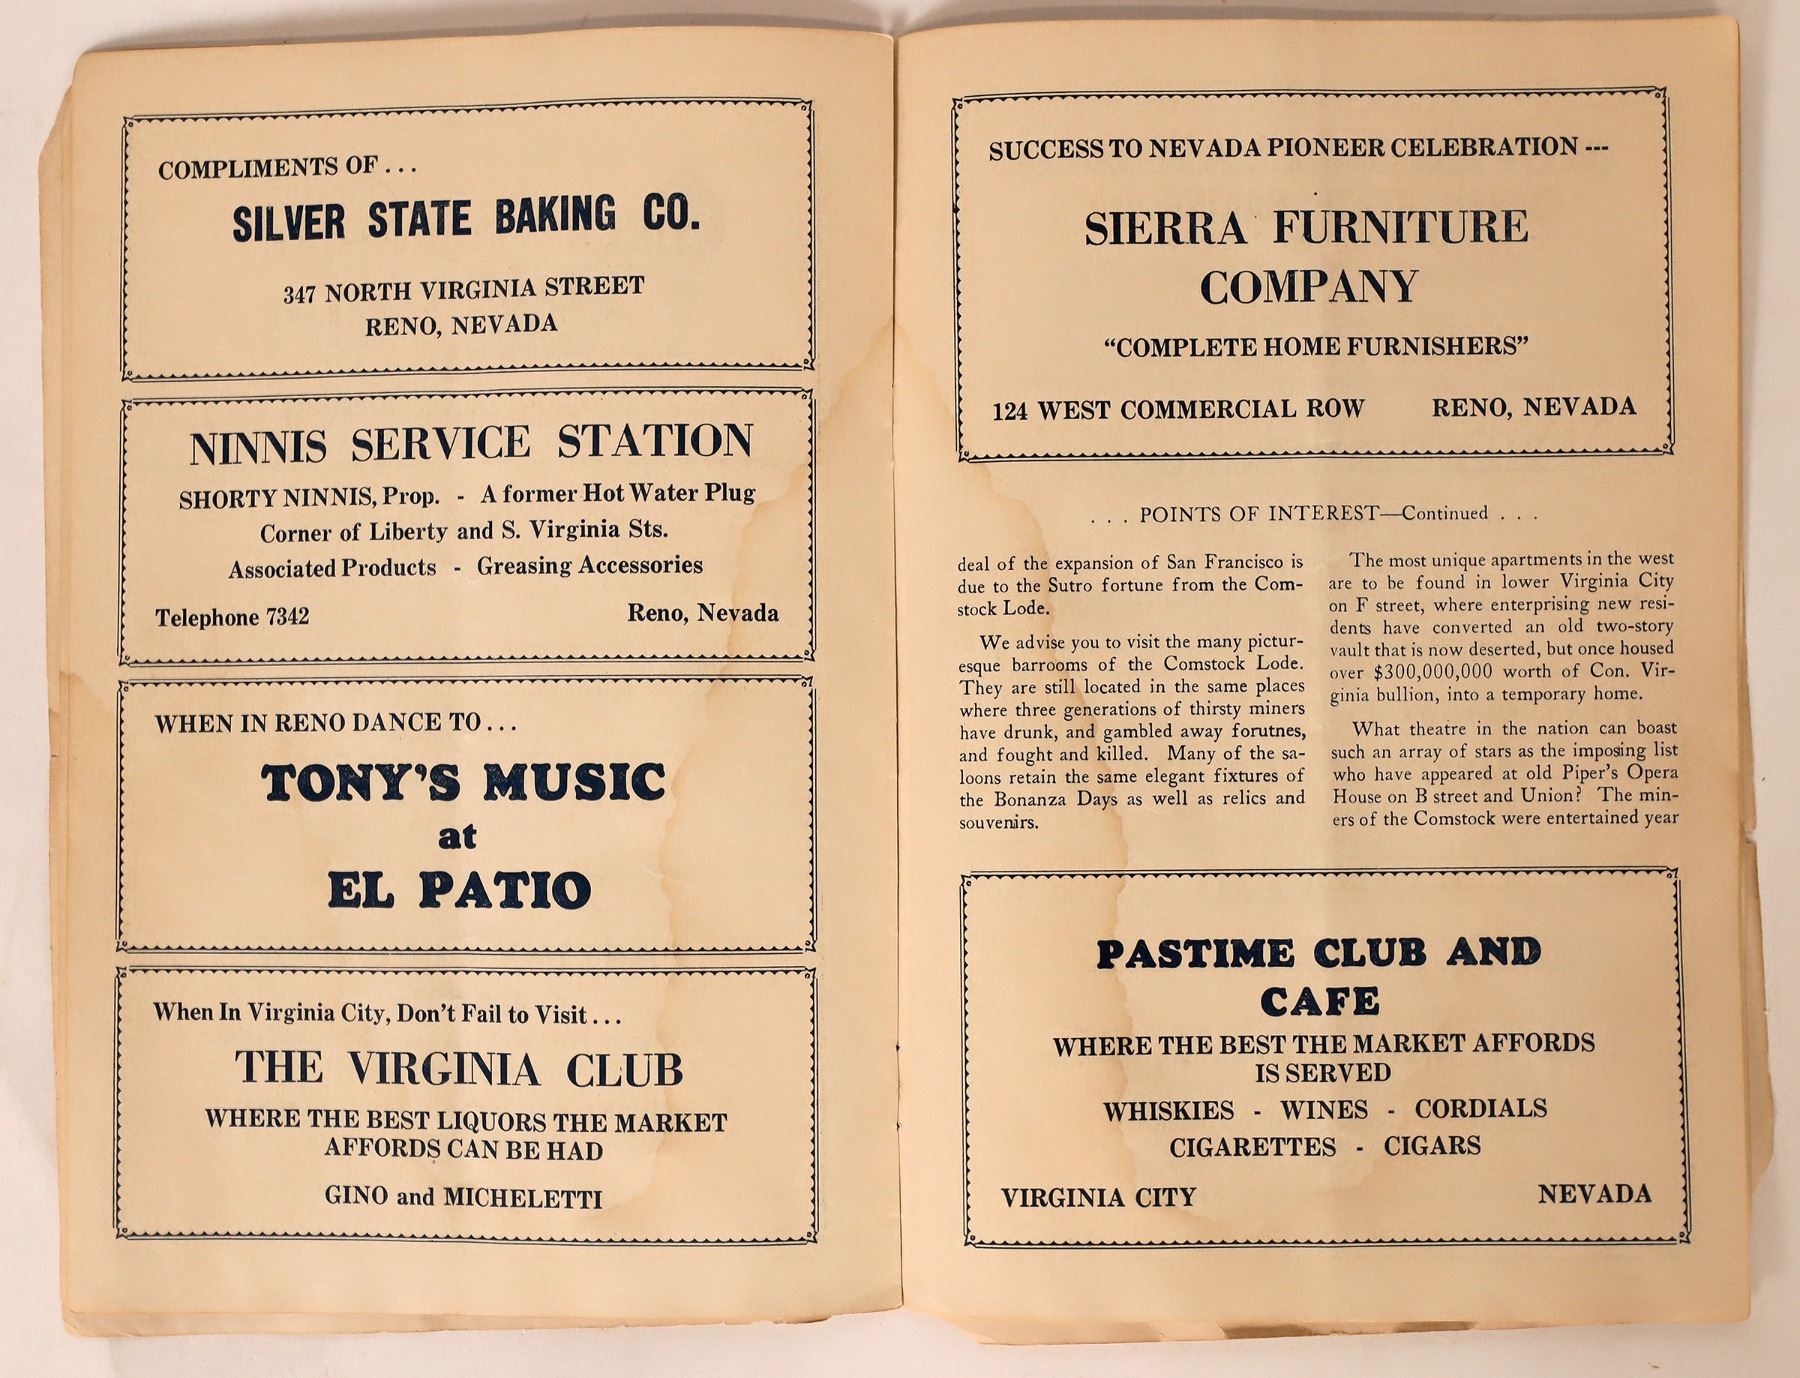 COMPLIMENTS OF . . .
SILVER STATE BAKING CO.
347 NORTH VIRGINIA STREET
RENO, NEVADA
NINNIS SERVICE STATION
SHORTY NINNIS, Prop. - A former Hot Water Plug
Corner of Liberty and S. Virginia Sts.
Associated Products - Greasing Accessories
Telephone 7342 Reno, Nevada
WHEN IN RENO DANCE TO . . .
TONY'S MUSIC
at
EL PATIO
When In Virginia City, Don't Fail to Visit . . .
THE VIRGINIA CLUB
WHERE THE BEST LIQUORS THE MARKET
AFFORDS CAN BE HAD
GINO and MICHELETTI
SUCCESS TO NEVADA PIONEER CELEBRATION ---
SIERRA FURNITURE
COMPANY
"COMPLETE HOME FURNISHERS"
124 WEST COMMERCIAL ROW RENO, NEVADA
. . . POINTS OF INTEREST—Continued . . .
deal of the expansion of San Francisco is
due to the Sutro fortune from the Com-
stock Lode.
We advise you to visit the many pictur-
esque barrooms of the Comstock Lode.
They are still located in the same places
where three generations of thirsty miners
have drunk, and gambled away forutnes,
and fought and killed. Many of the sa-
loons retain the same elegant fixtures of
the Bonanza Days as well as relics and
souvenirs.
The most unique apartments in the west
are to be found in lower Virginia City
on F street, where enterprising new resi-
dents have converted an old two-story
vault that is now deserted, but once housed
over $300,000,000 worth of Con. Vir-
ginia bullion, into a temporary home.
What theatre in the nation can boast
such an array of stars as the imposing list
who have appeared at old Piper's Opera
House on B street and Union? The min-
ers of the Comstock were entertained year
PASTIME CLUB AND
CAFE
WHERE THE BEST THE MARKET AFFORDS
IS SERVED
WHISKIES - WINES - CORDIALS
CIGARETTES - CIGARS
VIRGINIA CITY NEVADA